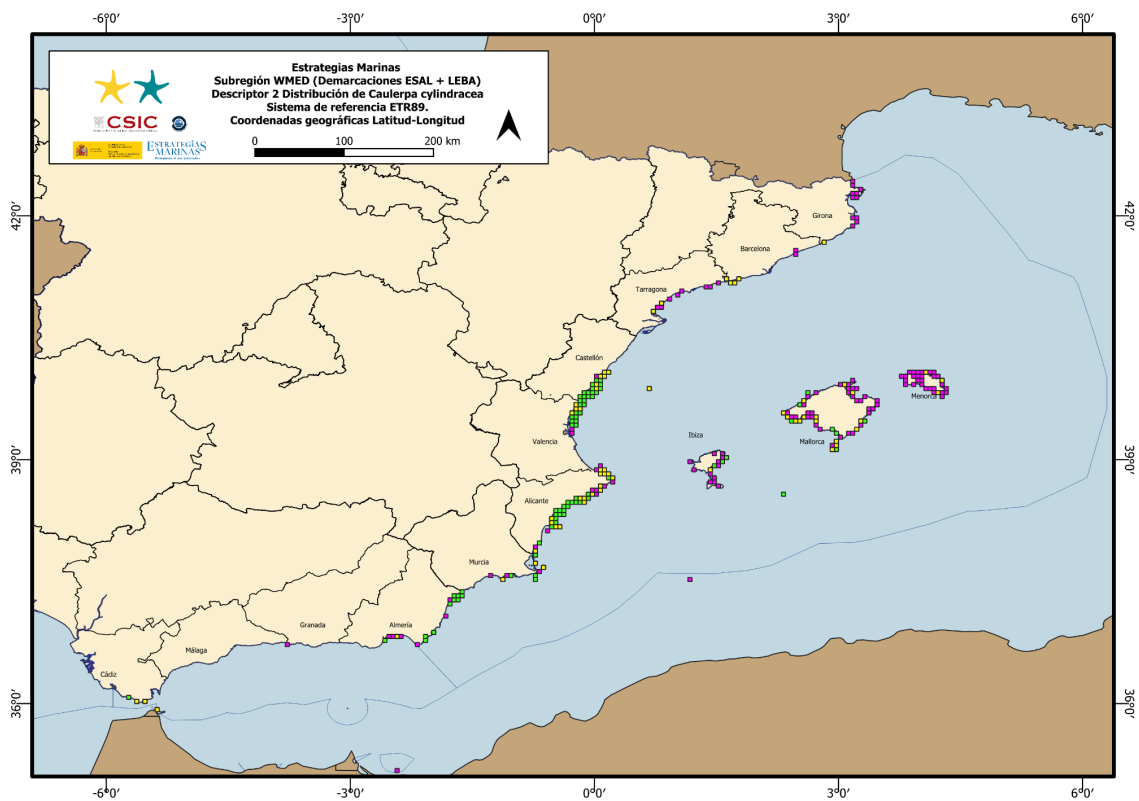 -6°0'
-3°0'
0°0'
3°0'
6°0'
Estrategias Marinas
Subregión WMED (Demarcaciones ESAL + LEBA)
Descriptor 2 Distribución de Caulerpa cylindracea
Sistema de referencia ETR89.
Coordenadas geográficas Latitud-Longitud
CSIC
ESTRATEGIAS
MARINAS
0 100 200 km
42°0'
42°0'
Girona
Barcelona
Tarragona
Castellón
Menorca
Valencia
Ibiza
Mallorca
39°0'
39°0'
Alicante
Murcia
Granada
Almería
Málaga
Cádiz
36°0'
36°0'
-6°0'
-3°0'
0°0'
3°0'
6°0'